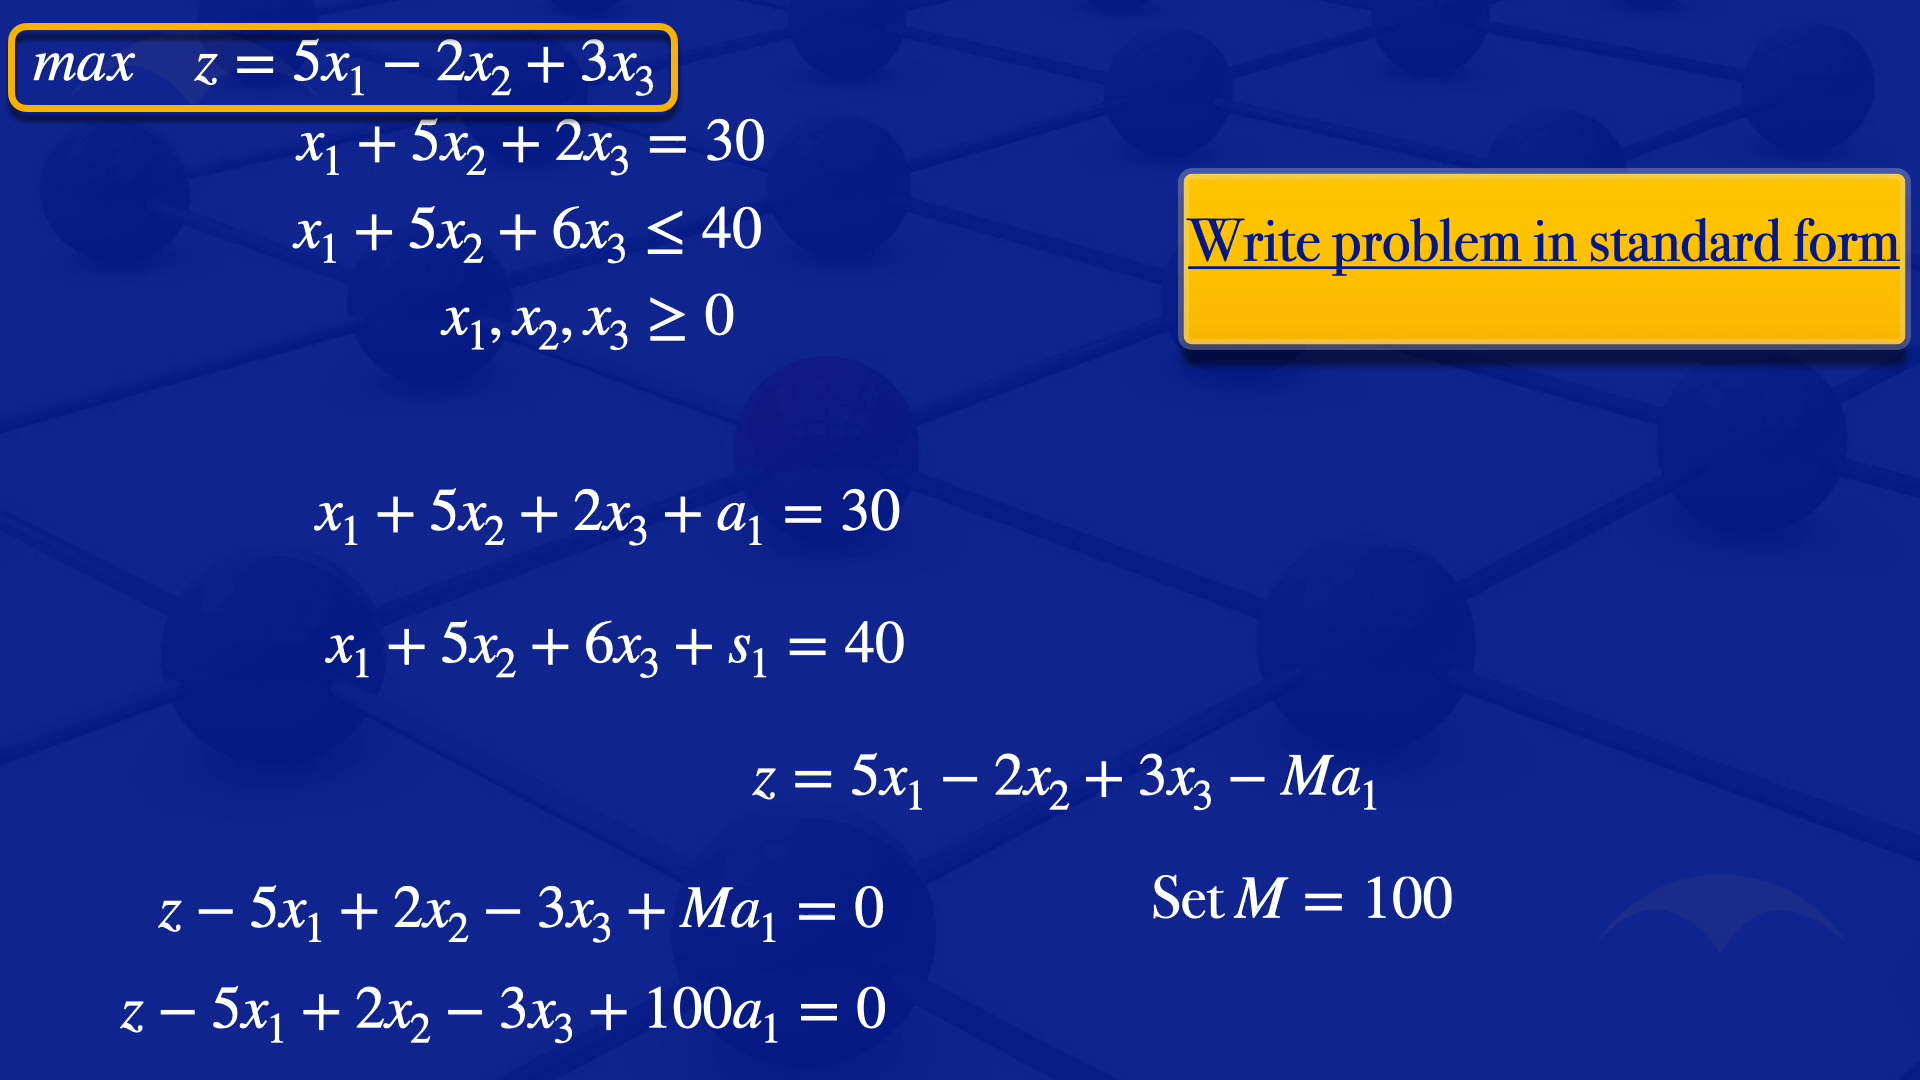 max z = 5x₁ − 2x₂ + 3x₃
x₁ + 5x₂ + 2x₃ = 30
x₁ + 5x₂ + 6x₃ ≤ 40
x₁, x₂, x₃ ≥ 0
Write problem in standard form
x₁ + 5x₂ + 2x₃ + a₁ = 30
x₁ + 5x₂ + 6x₃ + s₁ = 40
z = 5x₁ − 2x₂ + 3x₃ − Ma₁
z − 5x₁ + 2x₂ − 3x₃ + Ma₁ = 0
Set M = 100
z − 5x₁ + 2x₂ − 3x₃ + 100a₁ = 0